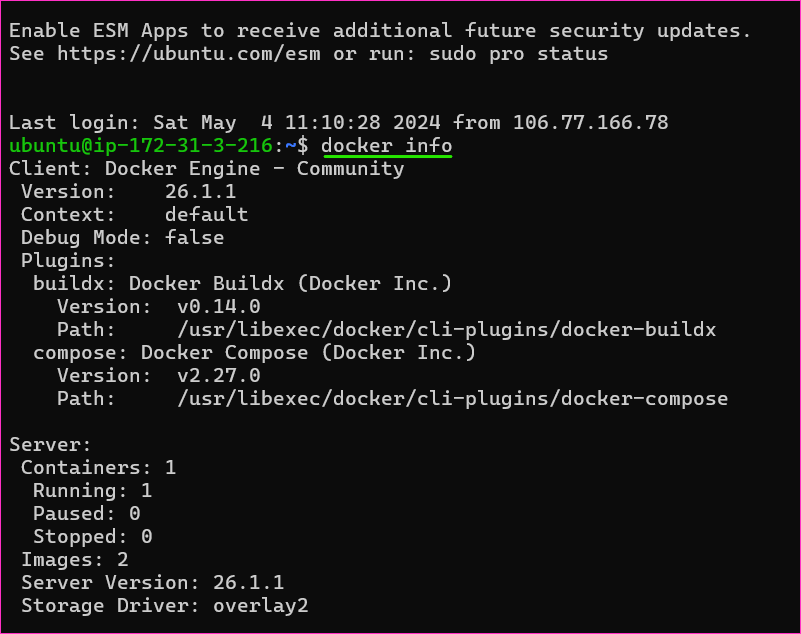 Enable ESM Apps to receive additional future security updates.
See https://ubuntu.com/esm or run: sudo pro status
Last login: Sat May  4 11:10:28 2024 from 106.77.166.78
ubuntu@ip-172-31-3-216:~$ docker info
Client: Docker Engine - Community
 Version:    26.1.1
 Context:    default
 Debug Mode: false
 Plugins:
  buildx: Docker Buildx (Docker Inc.)
    Version:  v0.14.0
    Path:     /usr/libexec/docker/cli-plugins/docker-buildx
  compose: Docker Compose (Docker Inc.)
    Version:  v2.27.0
    Path:     /usr/libexec/docker/cli-plugins/docker-compose
Server:
 Containers: 1
  Running: 1
  Paused: 0
  Stopped: 0
 Images: 2
 Server Version: 26.1.1
 Storage Driver: overlay2